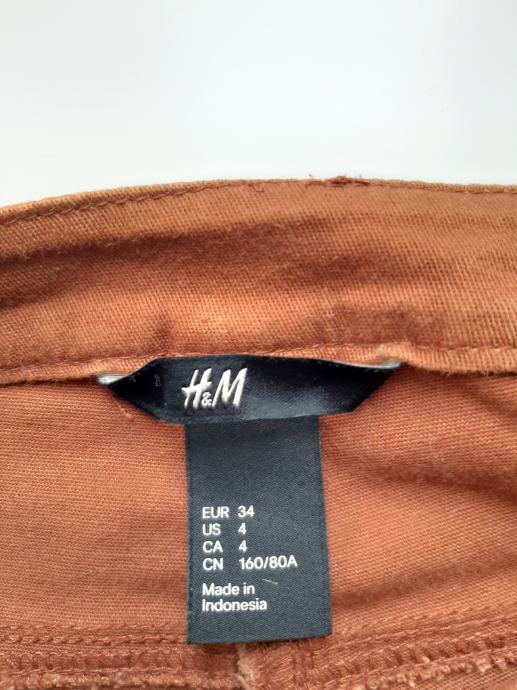 H&M
EUR 34
US 4
CA 4
CN 160/80A
Made in
Indonesia